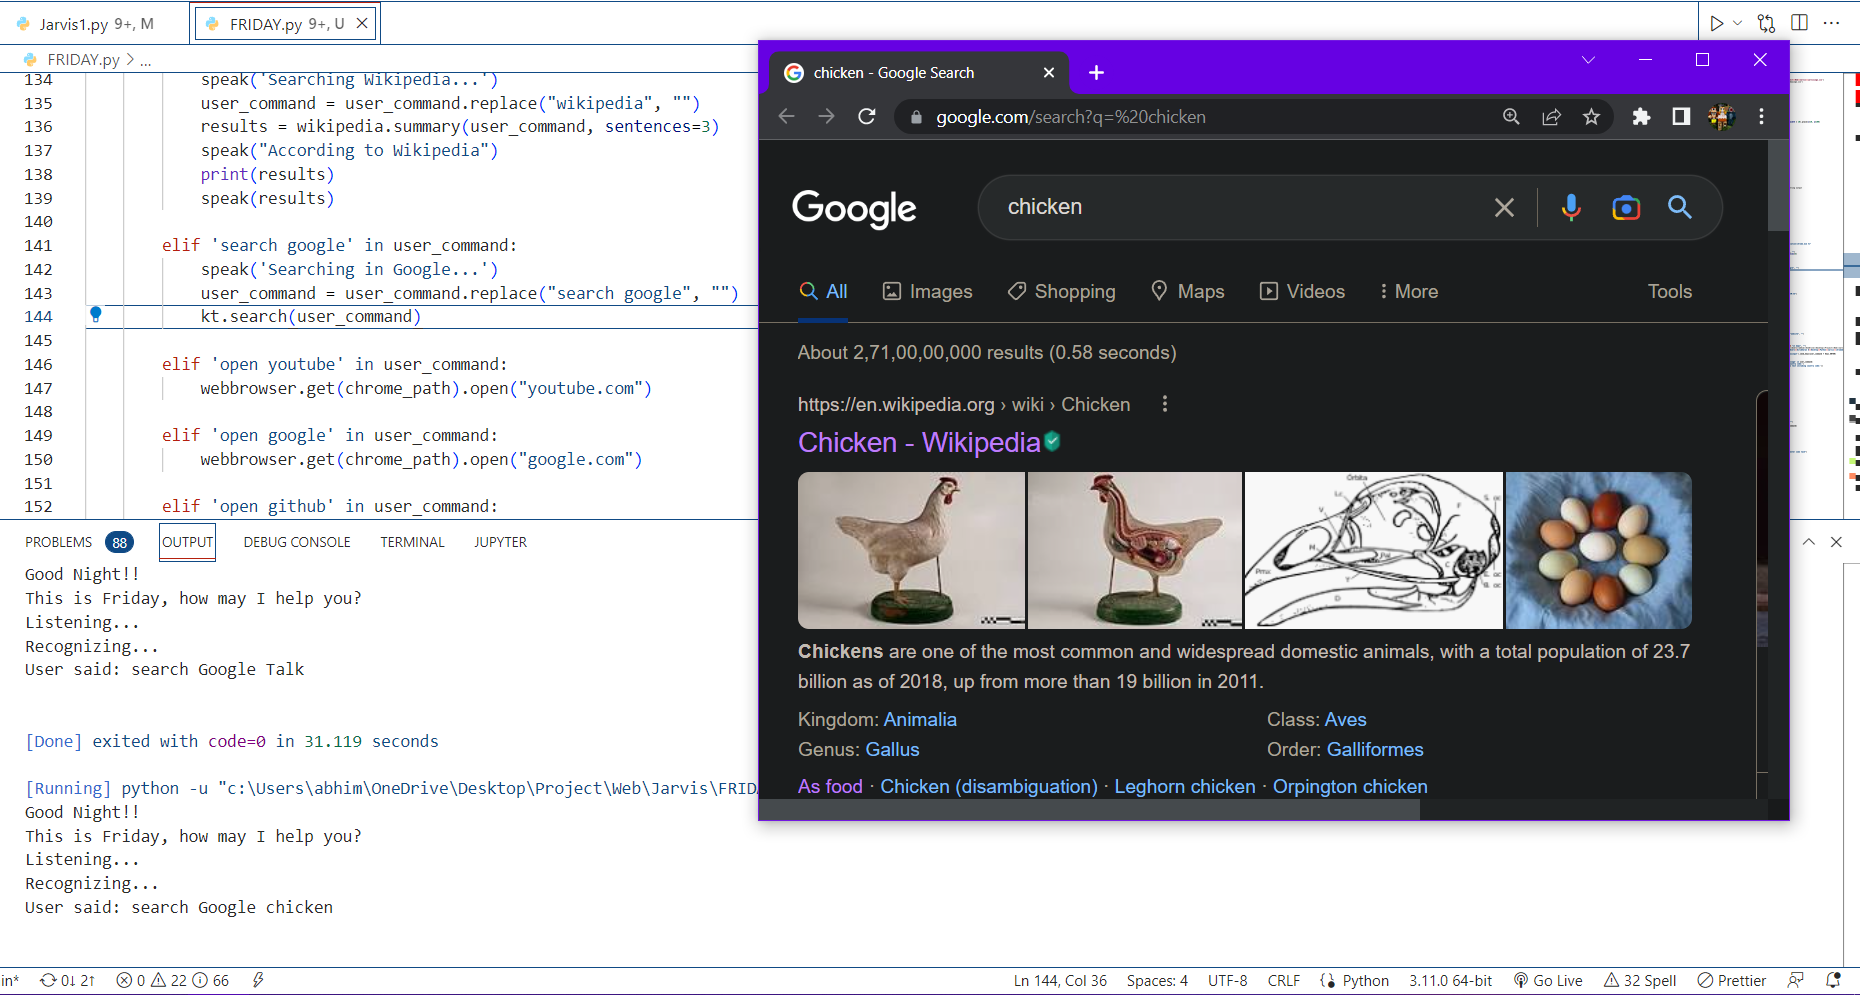 Jarvis1.py 9+, M
FRIDAY.py 9+, U
FRIDAY.py > ...
134 speak('Searching Wikipedia...')
135 user_command = user_command.replace("wikipedia", "")
136 results = wikipedia.summary(user_command, sentences=3)
137 speak("According to Wikipedia")
138 print(results)
139 speak(results)
140
141 elif 'search google' in user_command:
142 speak('Searching in Google...')
143 user_command = user_command.replace("search google", "")
144 kt.search(user_command)
145
146 elif 'open youtube' in user_command:
147 webbrowser.get(chrome_path).open("youtube.com")
148
149 elif 'open google' in user_command:
150 webbrowser.get(chrome_path).open("google.com")
151
152 elif 'open github' in user_command:
PROBLEMS 88 OUTPUT DEBUG CONSOLE TERMINAL JUPYTER
Good Night!!
This is Friday, how may I help you?
Listening...
Recognizing...
User said: search Google Talk
[Done] exited with code=0 in 31.119 seconds
[Running] python -u "c:\Users\abhim\OneDrive\Desktop\Project\Web\Jarvis\FRID
Good Night!!
This is Friday, how may I help you?
Listening...
Recognizing...
User said: search Google chicken
chicken - Google Search
google.com/search?q=%20chicken
Google
chicken
All Images Shopping Maps Videos More Tools
About 2,71,00,00,000 results (0.58 seconds)
https://en.wikipedia.org › wiki › Chicken
Chicken - Wikipedia
Orbita
Chickens are one of the most common and widespread domestic animals, with a total population of 23.7
billion as of 2018, up from more than 19 billion in 2011.
Kingdom: Animalia Class: Aves
Genus: Gallus Order: Galliformes
As food · Chicken (disambiguation) · Leghorn chicken · Orpington chicken
in* 0↓ 2↑ 0 22 66 Ln 144, Col 36 Spaces: 4 UTF-8 CRLF Python 3.11.0 64-bit Go Live 32 Spell Prettier